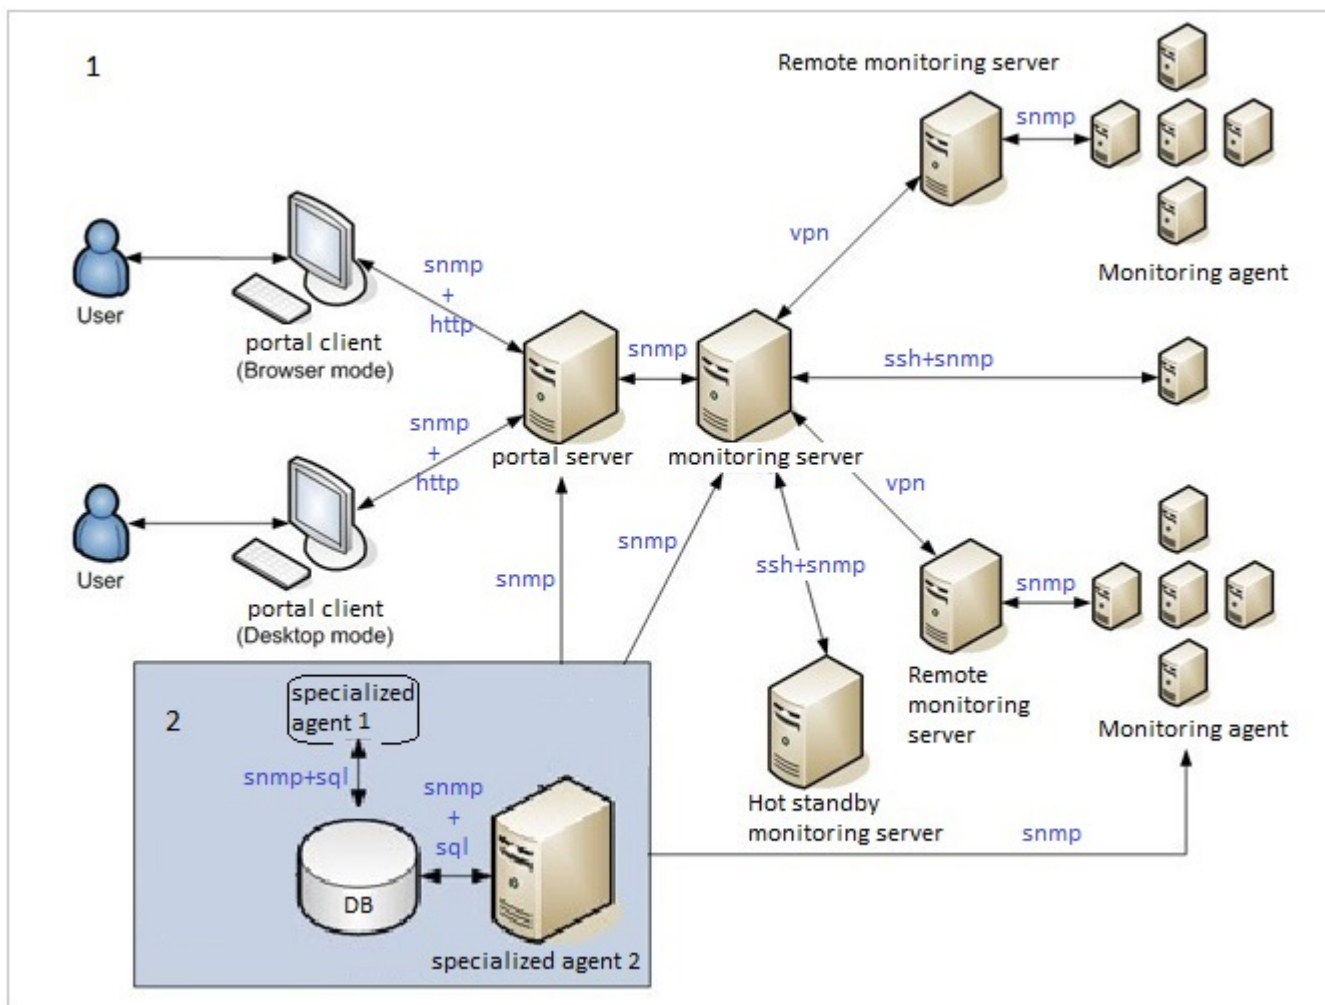 1
Remote monitoring server
snmp
vpn
Monitoring agent
User
snmp
+
http
portal client
(Browser mode)
snmp
ssh+snmp
snmp
+
http
portal server
monitoring server
vpn
User
portal client
(Desktop mode)
snmp
snmp
ssh+snmp
snmp
Remote
monitoring
server
Monitoring agent
2
specialized
agent 1
snmp+sql
snmp
+
sql
DB
specialized agent 2
Hot standby
monitoring server
snmp